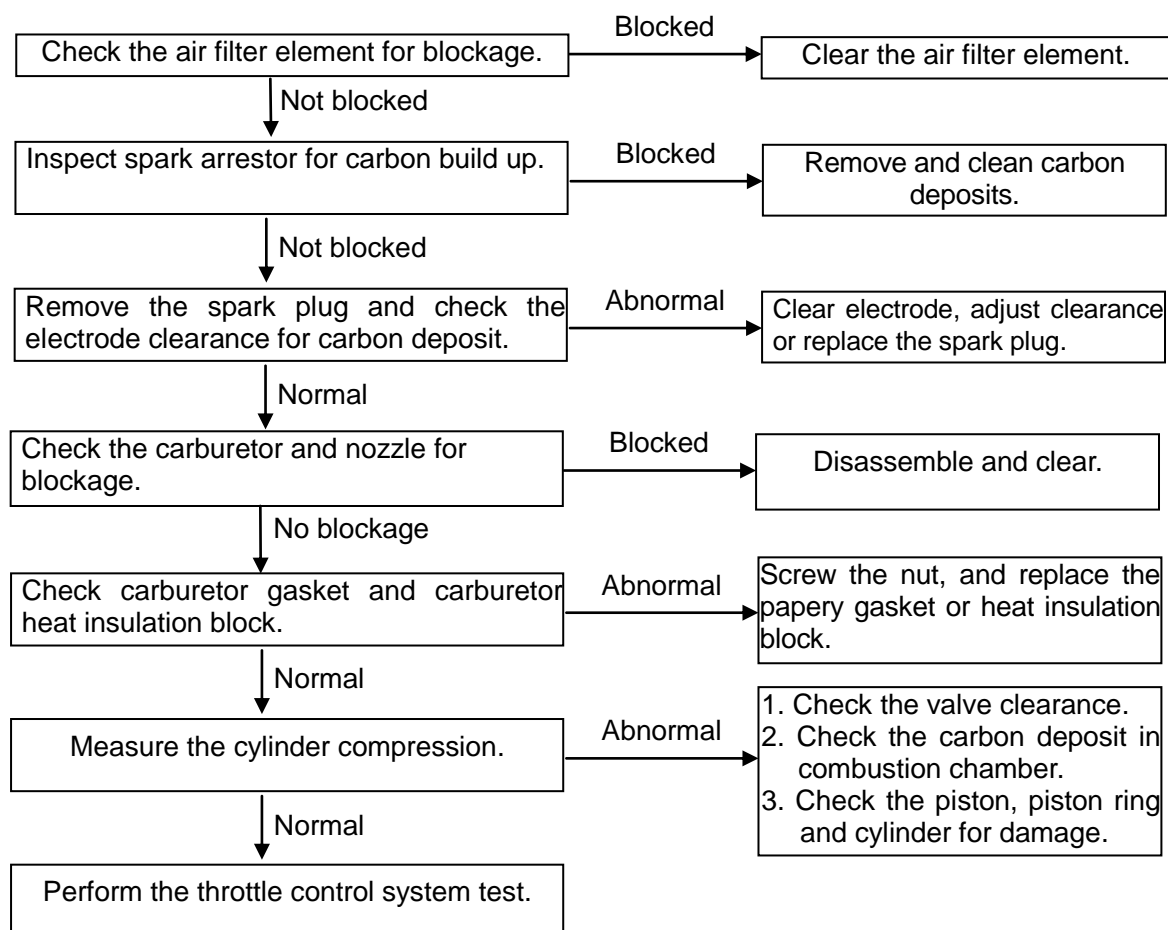 Check the air filter element for blockage.
Blocked
Clear the air filter element.
Not blocked
Inspect spark arrestor for carbon build up.
Blocked
Remove and clean carbon
deposits.
Not blocked
Remove the spark plug and check the
electrode clearance for carbon deposit.
Abnormal
Clear electrode, adjust clearance
or replace the spark plug.
Normal
Check the carburetor and nozzle for
blockage.
Blocked
Disassemble and clear.
No blockage
Check carburetor gasket and carburetor
heat insulation block.
Abnormal
Screw the nut, and replace the
papery gasket or heat insulation
block.
Normal
Measure the cylinder compression.
Abnormal
1. Check the valve clearance.
2. Check the carbon deposit in
combustion chamber.
3. Check the piston, piston ring
and cylinder for damage.
Normal
Perform the throttle control system test.